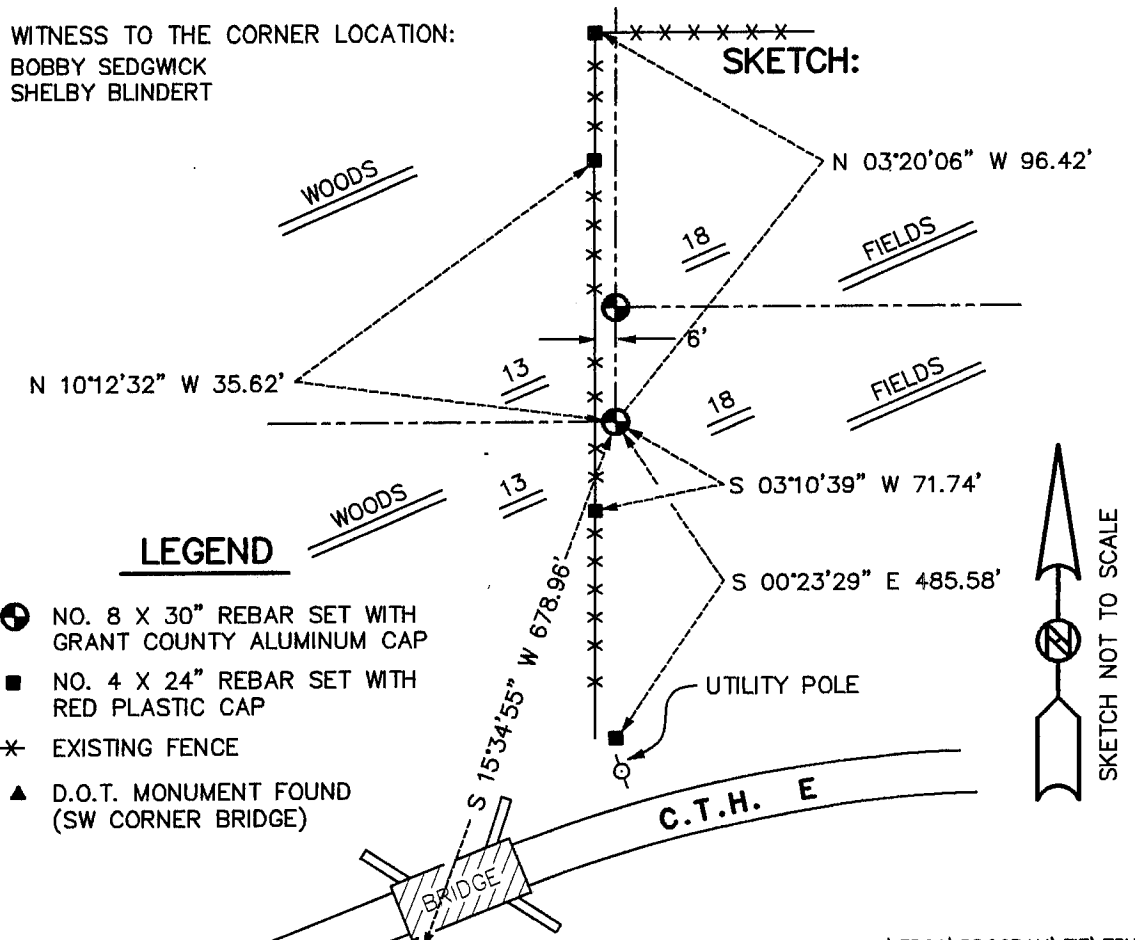 WITNESS TO THE CORNER LOCATION:
BOBBY SEDGWICK
SHELBY BLINDERT
SKETCH:
N 03°20'06" W 96.42'
WOODS
18
FIELDS
6'
N 10°12'32" W 35.62'
13
18
FIELDS
WOODS
13
S 03°10'39" W 71.74'
S 00°23'29" E 485.58'
S 15°34'55" W 678.96'
LEGEND
NO. 8 X 30" REBAR SET WITH
GRANT COUNTY ALUMINUM CAP
NO. 4 X 24" REBAR SET WITH
RED PLASTIC CAP
EXISTING FENCE
D.O.T. MONUMENT FOUND
(SW CORNER BRIDGE)
UTILITY POLE
C.T.H. E
BRIDGE
N
SKETCH NOT TO SCALE